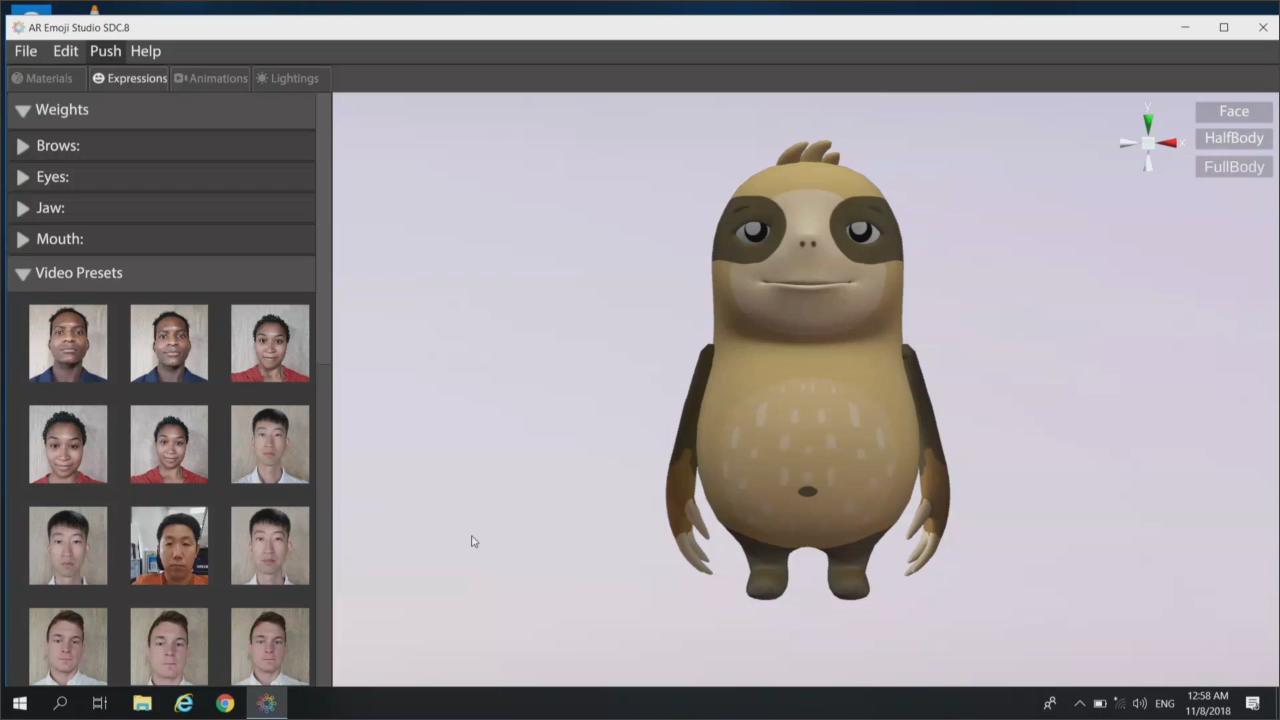 AR Emoji Studio SDC.8
File Edit Push Help
Materials Expressions Animations Lightings
Weights
Brows:
Eyes:
Jaw:
Mouth:
Video Presets
y
x
Face
HalfBody
FullBody
ENG
12:58 AM
11/8/2018